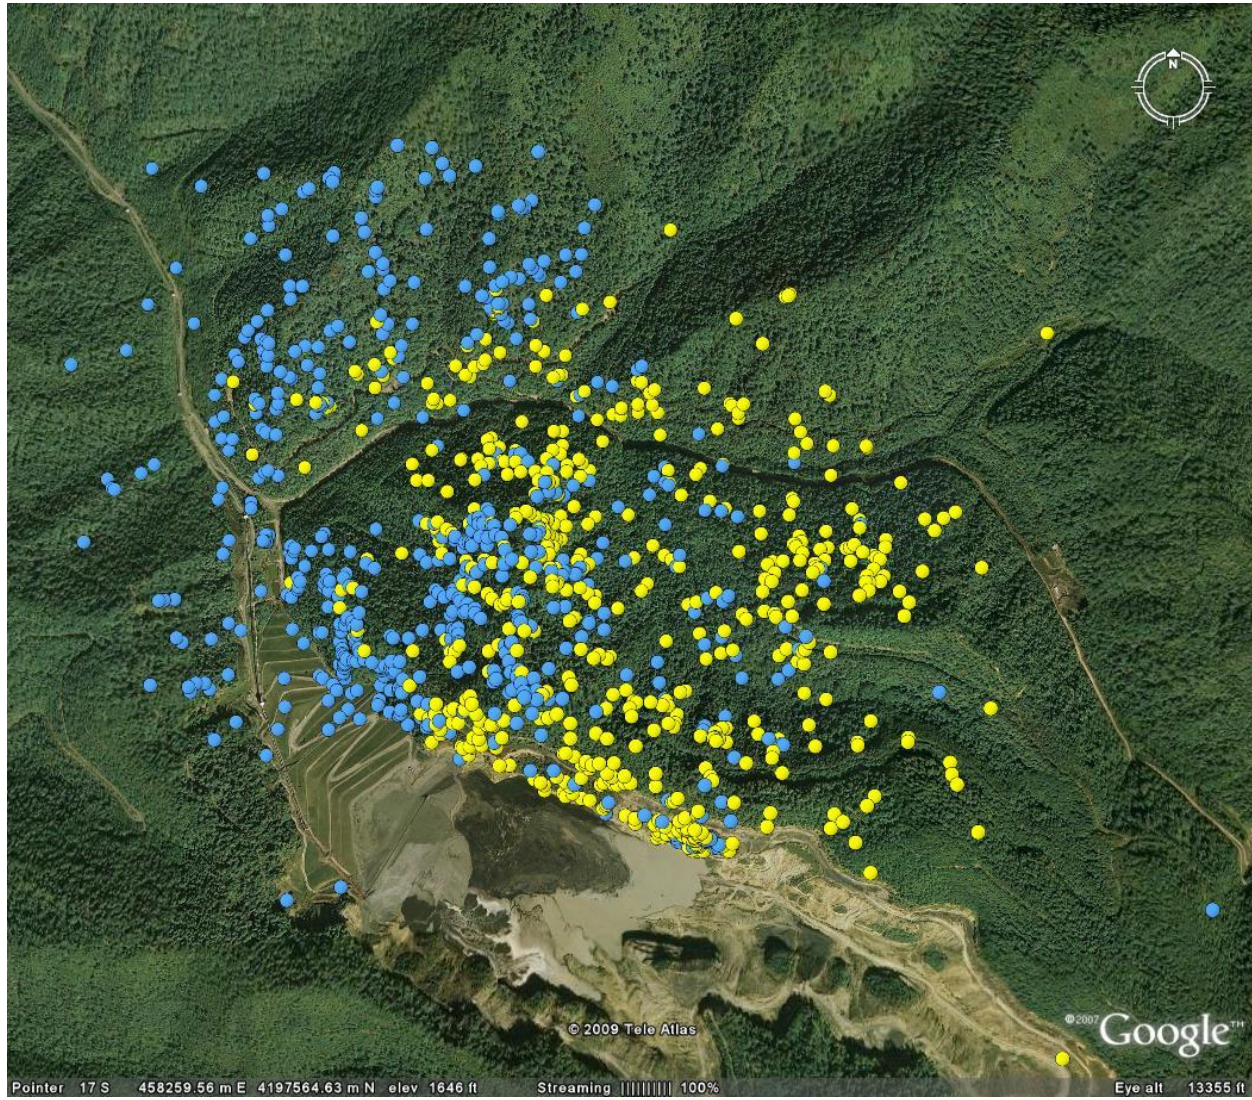 N
© 2009 Tele Atlas
©2007 Google™
Pointer 17 S 458259.56 m E 4197564.63 m N elev 1646 ft Streaming ||||||||| 100% Eye alt 13355 ft